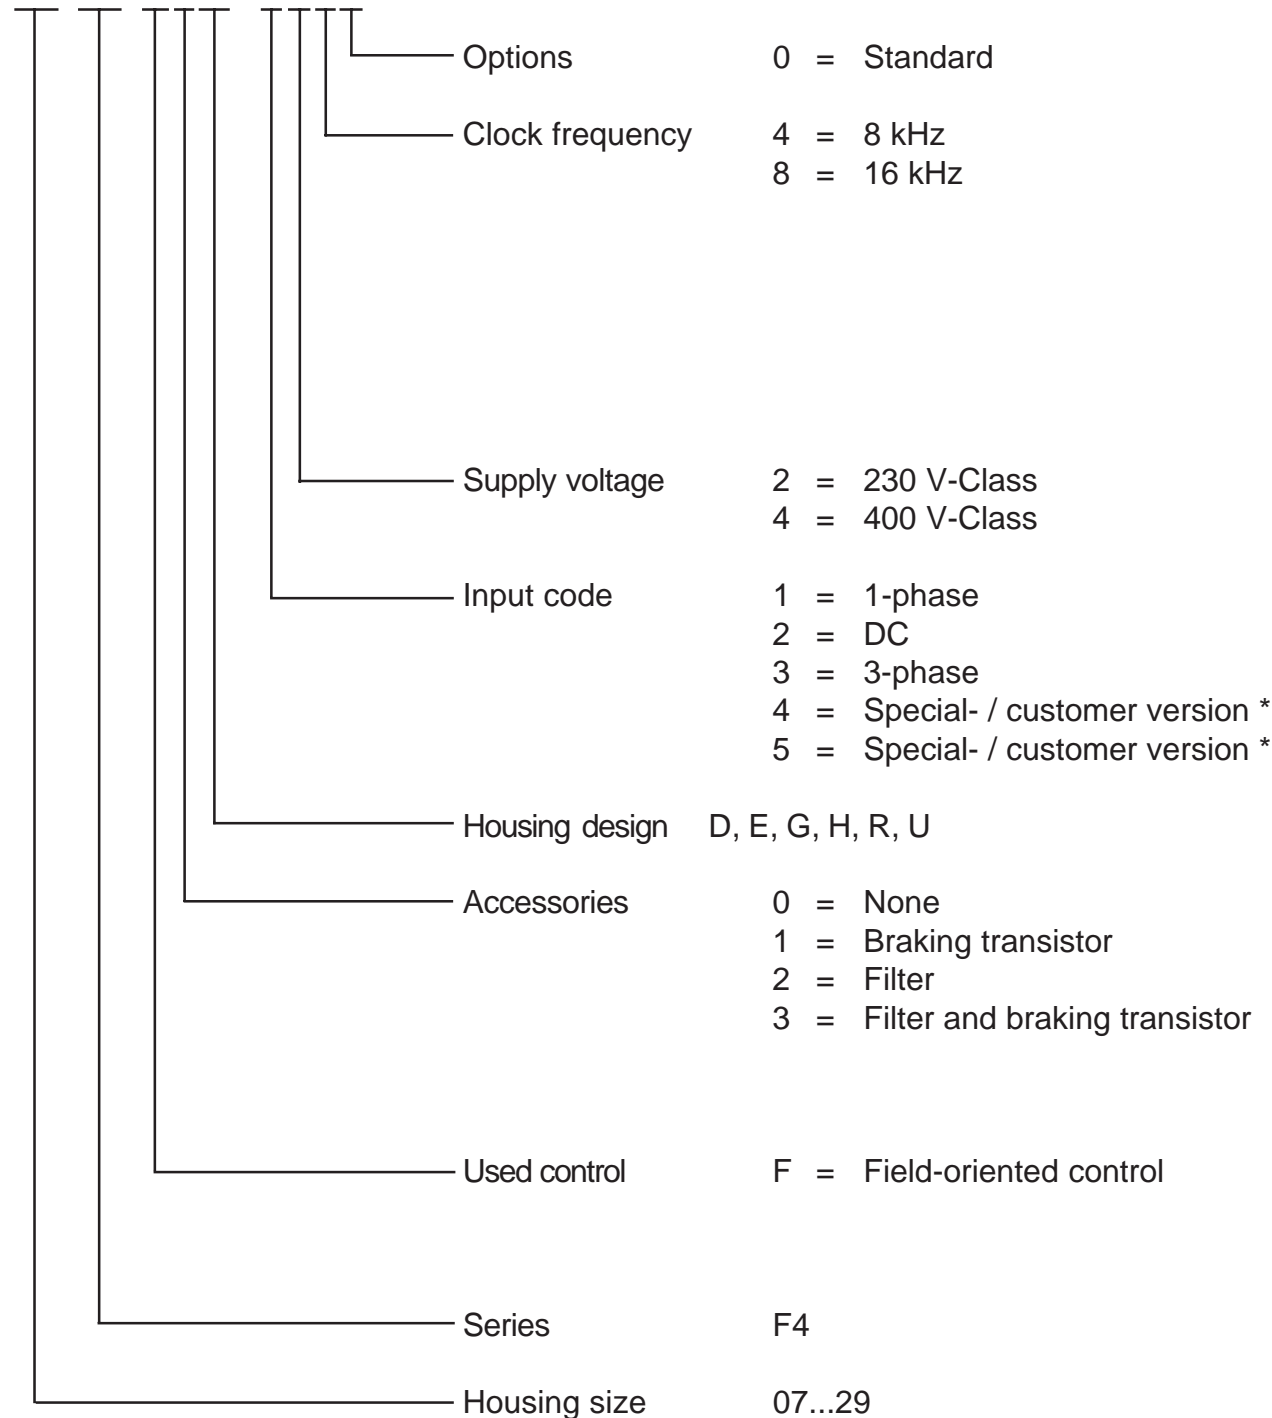 Options 0 = Standard
Clock frequency 4 = 8 kHz
8 = 16 kHz
Supply voltage 2 = 230 V-Class
4 = 400 V-Class
Input code 1 = 1-phase
2 = DC
3 = 3-phase
4 = Special- / customer version *
5 = Special- / customer version *
Housing design D, E, G, H, R, U
Accessories 0 = None
1 = Braking transistor
2 = Filter
3 = Filter and braking transistor
Used control F = Field-oriented control
Series F4
Housing size 07...29